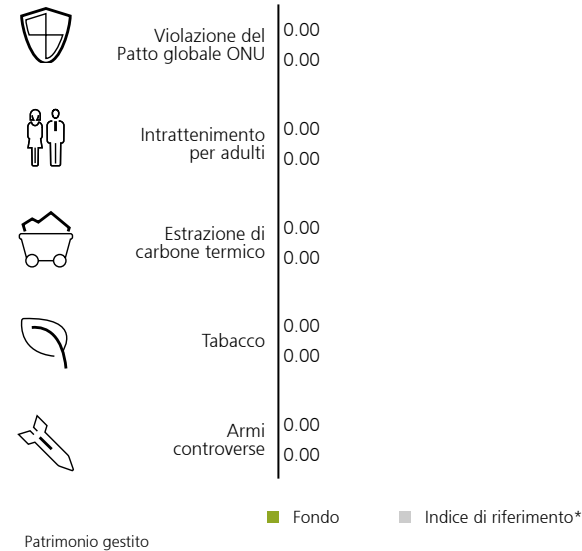 Violazione del
Patto globale ONU
0.00
0.00
Intrattenimento
per adulti
0.00
0.00
Estrazione di
carbone termico
0.00
0.00
Tabacco
0.00
0.00
Armi
controverse
0.00
0.00
Fondo
Indice di riferimento*
Patrimonio gestito